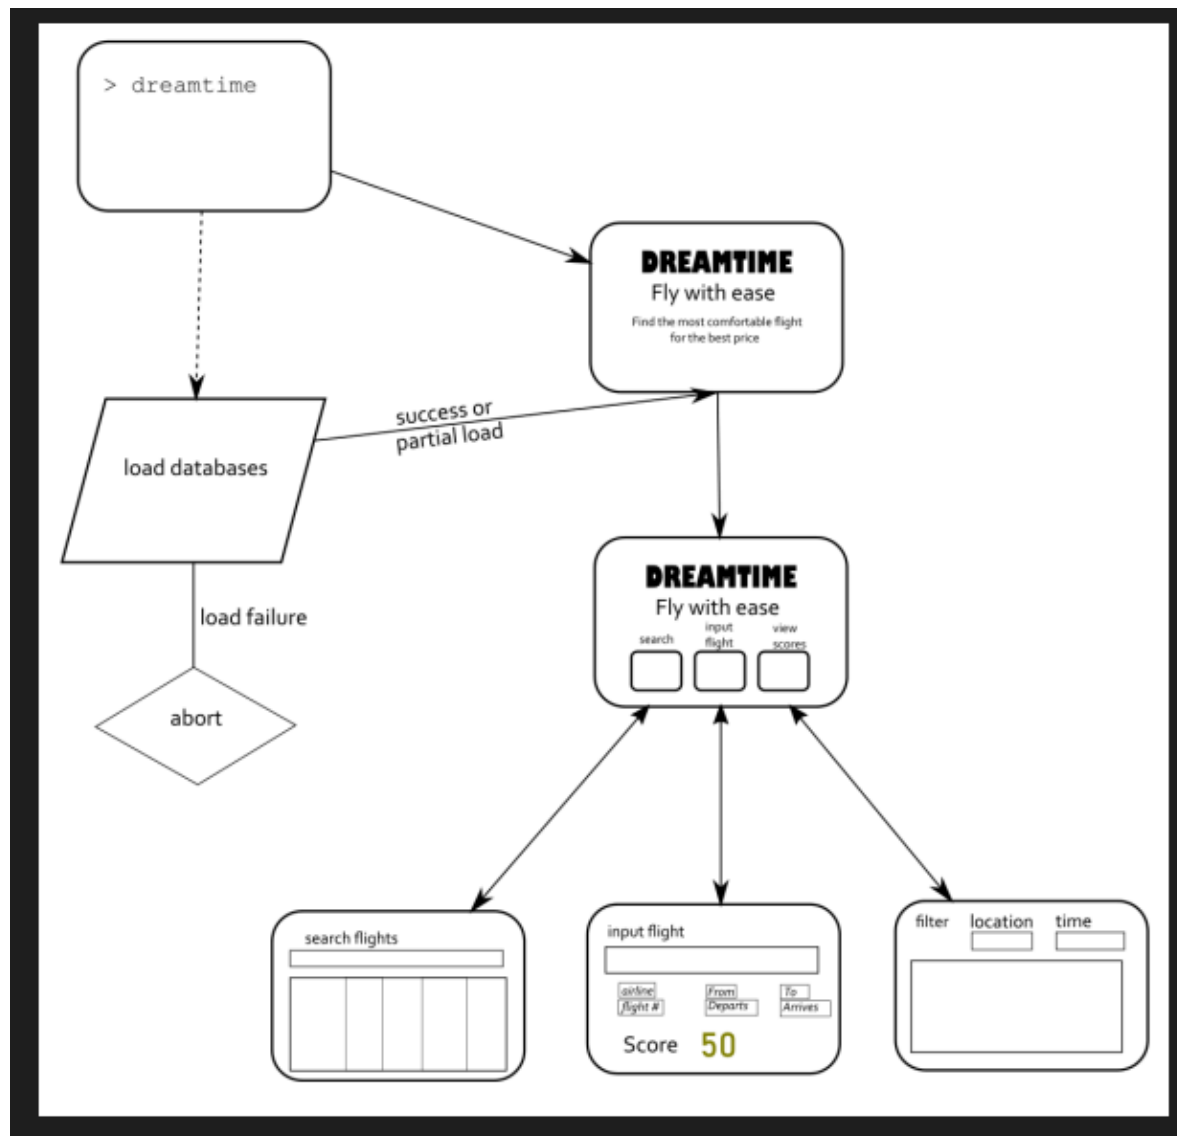 > dreamtime
DREAMTIME
Fly with ease
Find the most comfortable flight
for the best price
success or
partial load
load databases
load failure
abort
DREAMTIME
Fly with ease
search
input
flight
view
scores
search flights
input flight
airline
flight #
From
Departs
To
Arrives
Score 50
filter location time